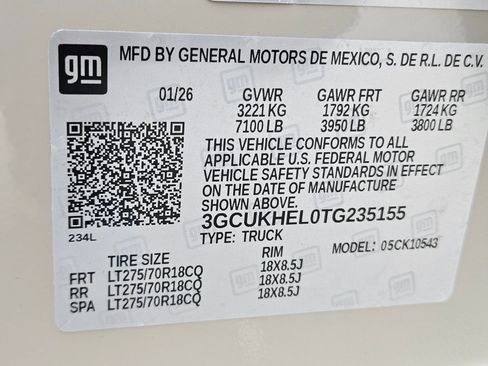 gm MFD BY GENERAL MOTORS DE MEXICO, S. DE R.L. DE C.V.
01/26 GVWR GAWR FRT GAWR RR
3221 KG 1792 KG 1724 KG
7100 LB 3950 LB 3800 LB
THIS VEHICLE CONFORMS TO ALL
APPLICABLE U.S. FEDERAL MOTOR
VEHICLE SAFETY STANDARDS IN EFFECT
ON THE DATE OF MANUFACTURE
SHOWN ABOVE.
3GCUKHEL0TG235155
234L TYPE: TRUCK MODEL: 05CK10543
TIRE SIZE RIM
FRT LT275/70R18CQ 18X8.5J
RR LT275/70R18CQ 18X8.5J
SPA LT275/70R18CQ 18X8.5J